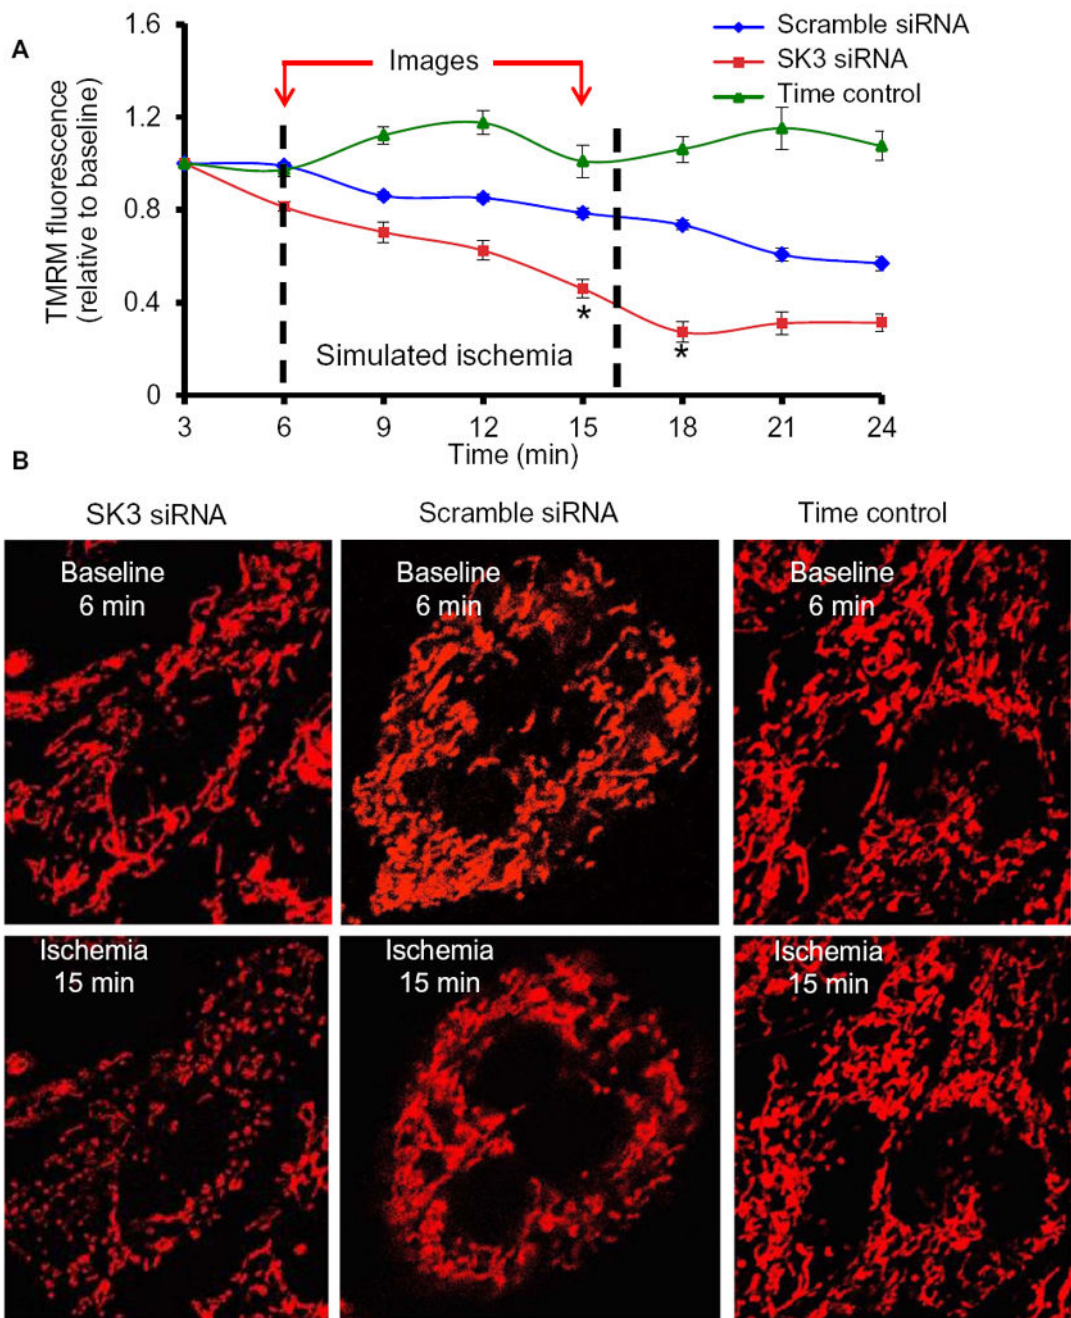 A
1.6
1.2
0.8
0.4
0
TMRM fluorescence
(relative to baseline)
Images
Scramble siRNA
SK3 siRNA
Time control
Simulated ischemia
*
*
3 6 9 12 15 18 21 24
Time (min)
B
SK3 siRNA
Scramble siRNA
Time control
Baseline
6 min
Baseline
6 min
Baseline
6 min
Ischemia
15 min
Ischemia
15 min
Ischemia
15 min